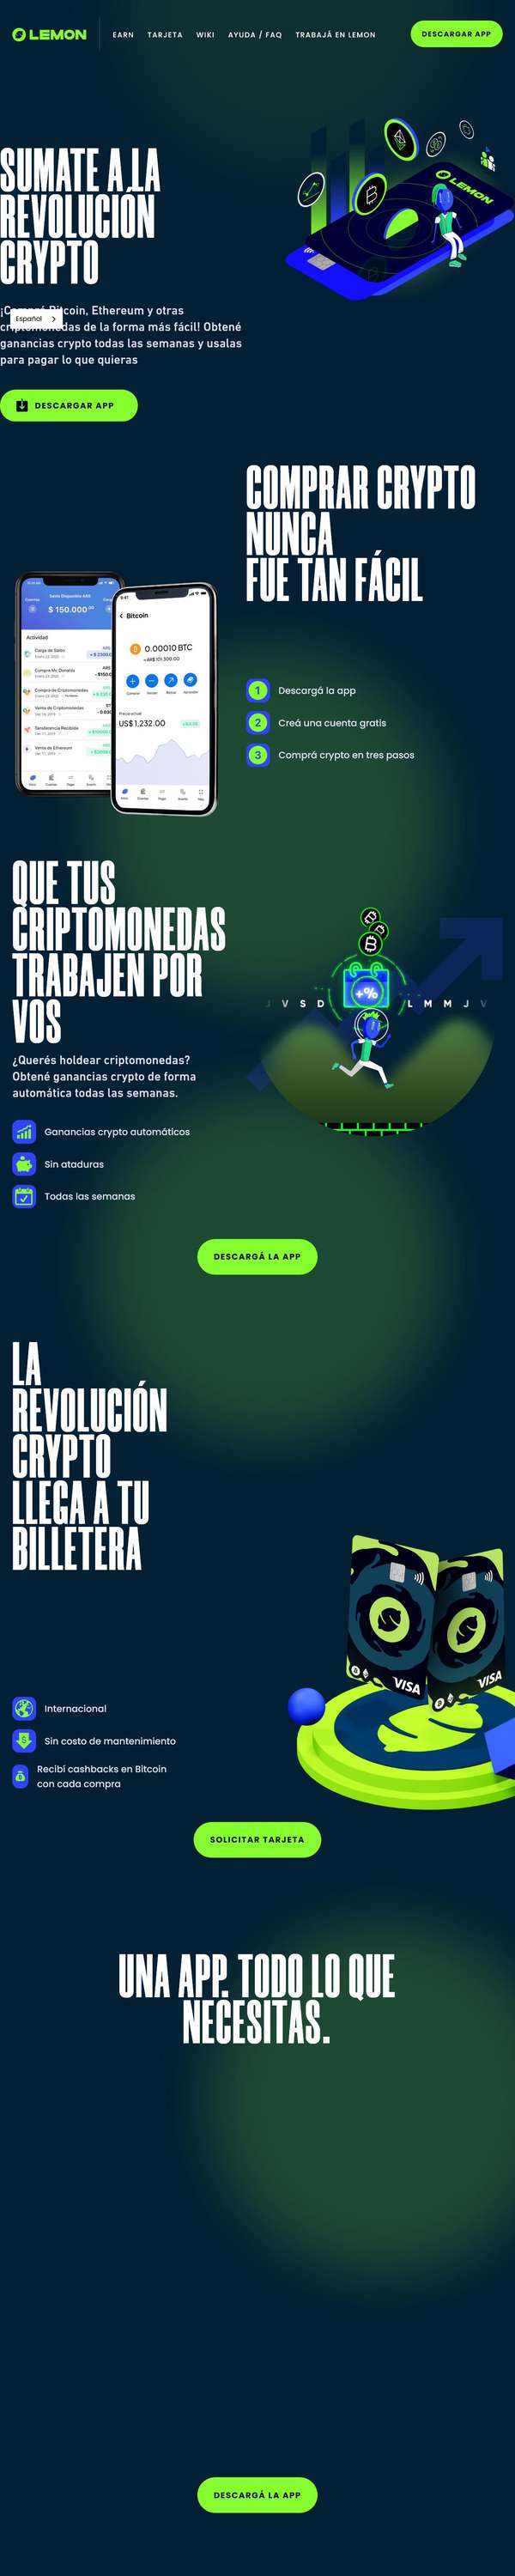 LEMON
EARN
TARJETA
WIKI
AYUDA / FAQ
TRABAJÁ EN LEMON
DESCARGAR APP
SUMATE A LA
REVOLUCIÓN
CRYPTO
LEMON
Español
Bitcoin, Ethereum y otras
de la forma más fácil! Obtené
ganancias crypto todas las semanas y usalas
para pagar lo que quieras
DESCARGAR APP
COMPRAR CRYPTO
NUNCA
FUE TAN FÁCIL
Saldo Disponible ARS
$ 150.000
Actividad
Carga de Saldo
Compra Mc Donalds
Compra de Criptomonedas
Venta de Criptomonedas
Transferencia Recibida
Venta de Ethereum
9:41
Bitcoin
0.00010 BTC
Precio actual
US$1,232.00
1 Descargá la app
2 Creá una cuenta gratis
3 Comprá crypto en tres pasos
QUE TUS
CRIPTOMONEDAS
TRABAJEN POR
VOS
¿Querés holdear criptomonedas?
Obtené ganancias crypto de forma
automática todas las semanas.
+%
J V S D L M M J V
Ganancias crypto automáticos
Sin ataduras
Todas las semanas
DESCARGÁ LA APP
LA
REVOLUCIÓN
CRYPTO
LLEGA A TU
BILLETERA
VISA
VISA
Internacional
Sin costo de mantenimiento
Recibí cashbacks en Bitcoin
con cada compra
SOLICITAR TARJETA
UNA APP. TODO LO QUE
NECESITAS.
DESCARGÁ LA APP